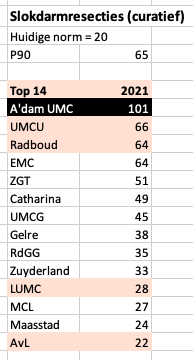 Slokdarmresecties (curatief)
Huidige norm = 20
P90 65
Top 14 2021
A'dam UMC 101
UMCU 66
Radboud 64
EMC 64
ZGT 51
Catharina 49
UMCG 45
Gelre 38
RdGG 35
Zuyderland 33
LUMC 28
MCL 27
Maasstad 24
AvL 22